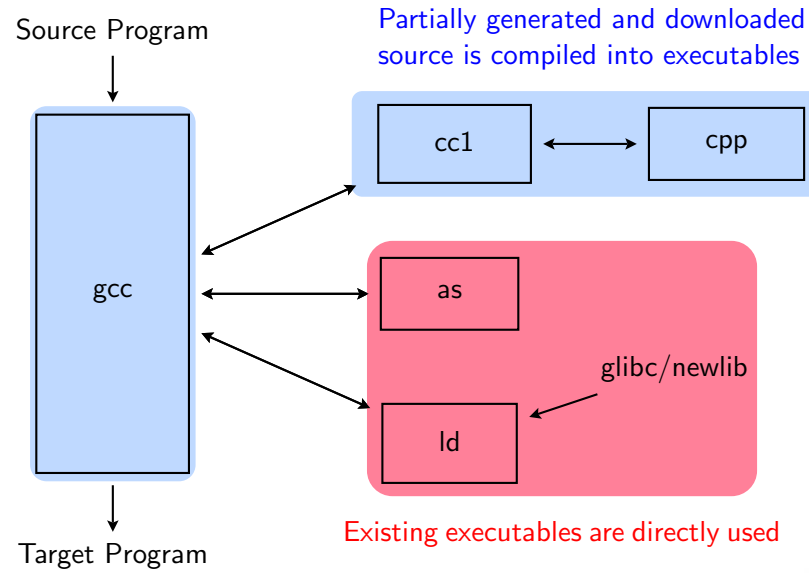 Source Program
Partially generated and downloaded
source is compiled into executables
cc1
cpp
gcc
as
glibc/newlib
ld
Existing executables are directly used
Target Program